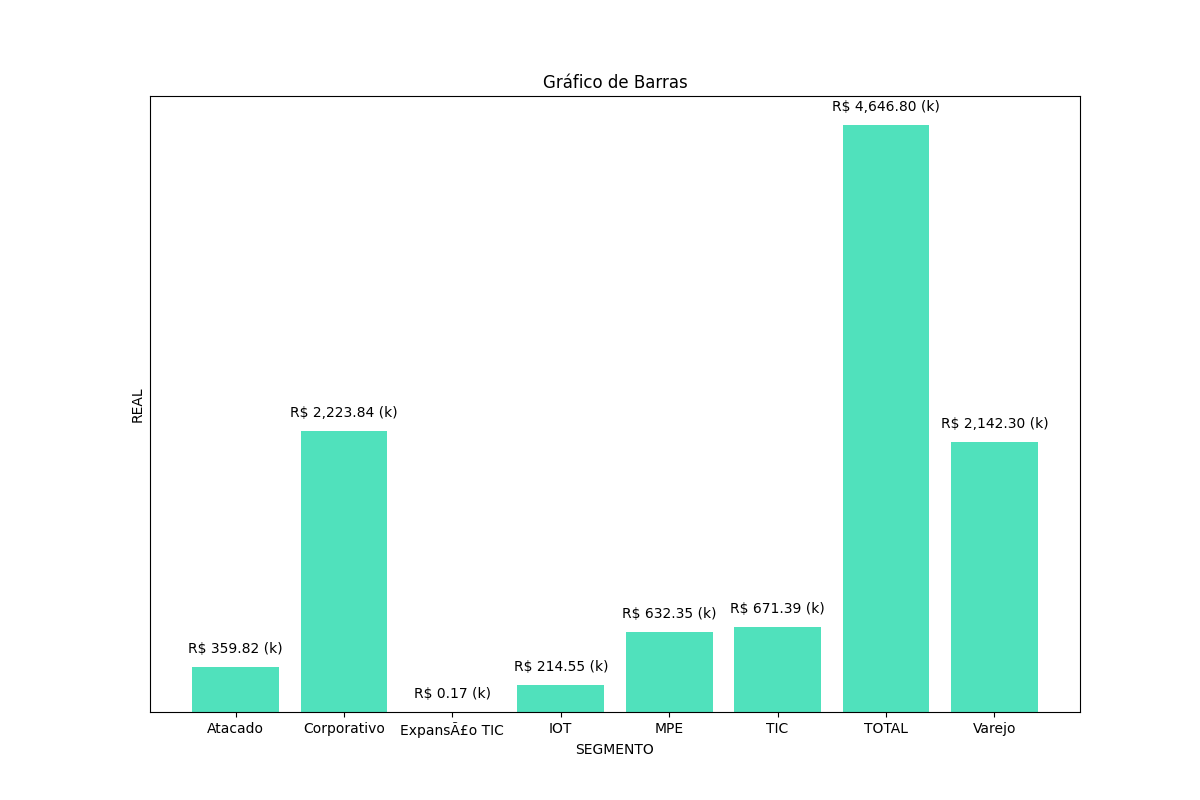 Gráfico de Barras
R$ 4,646.80 (k)
R$ 2,223.84 (k)
R$ 2,142.30 (k)
R$ 632.35 (k)
R$ 671.39 (k)
R$ 359.82 (k)
R$ 214.55 (k)
R$ 0.17 (k)
REAL
Atacado
Corporativo
ExpansÃ£o TIC
IOT
MPE
TIC
TOTAL
Varejo
SEGMENTO